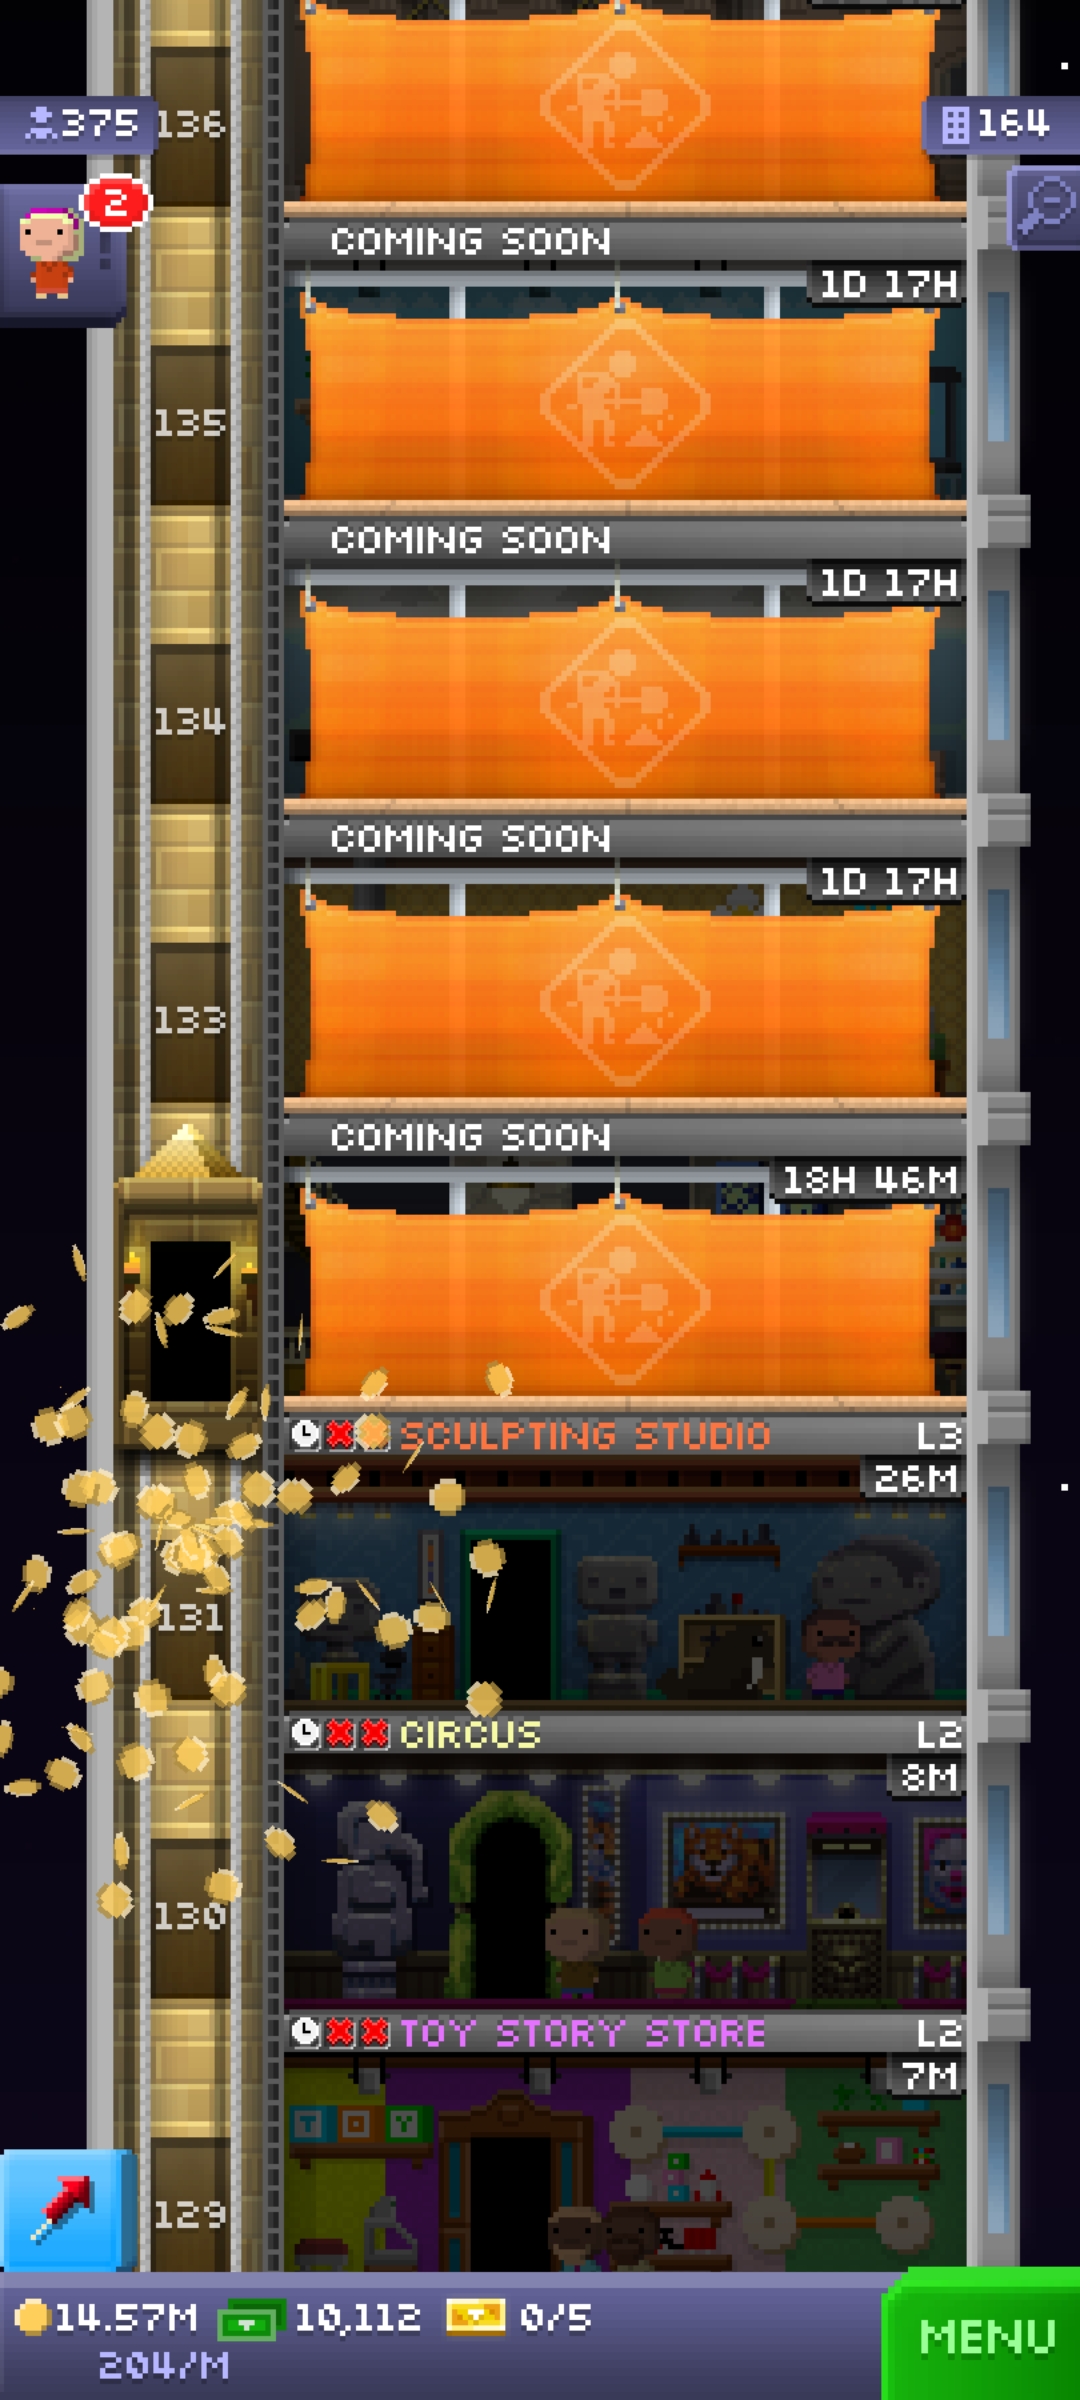 375
136
164
2
COMING SOON
1D 17H
135
COMING SOON
1D 17H
134
COMING SOON
1D 17H
133
COMING SOON
18H 46M
SCULPTING STUDIO
L3
26M
131
CIRCUS
L2
8M
130
TOY STORY STORE
L2
7M
T O Y
129
14.57M
10,112
0/5
204/M
MENU